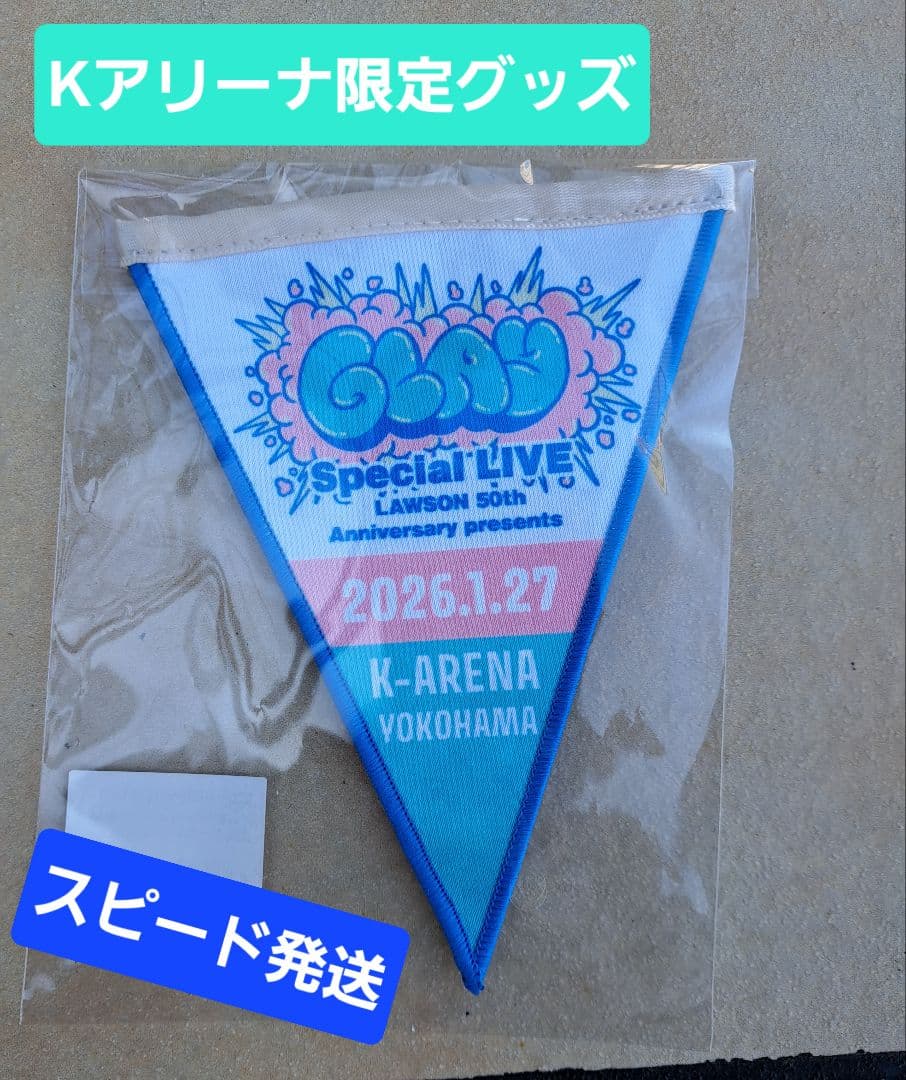 Kアリーナ限定グッズ
GLAY
Special LIVE
LAWSON 50th
Anniversary presents
2026.1.27
K-ARENA
YOKOHAMA
スピード発送